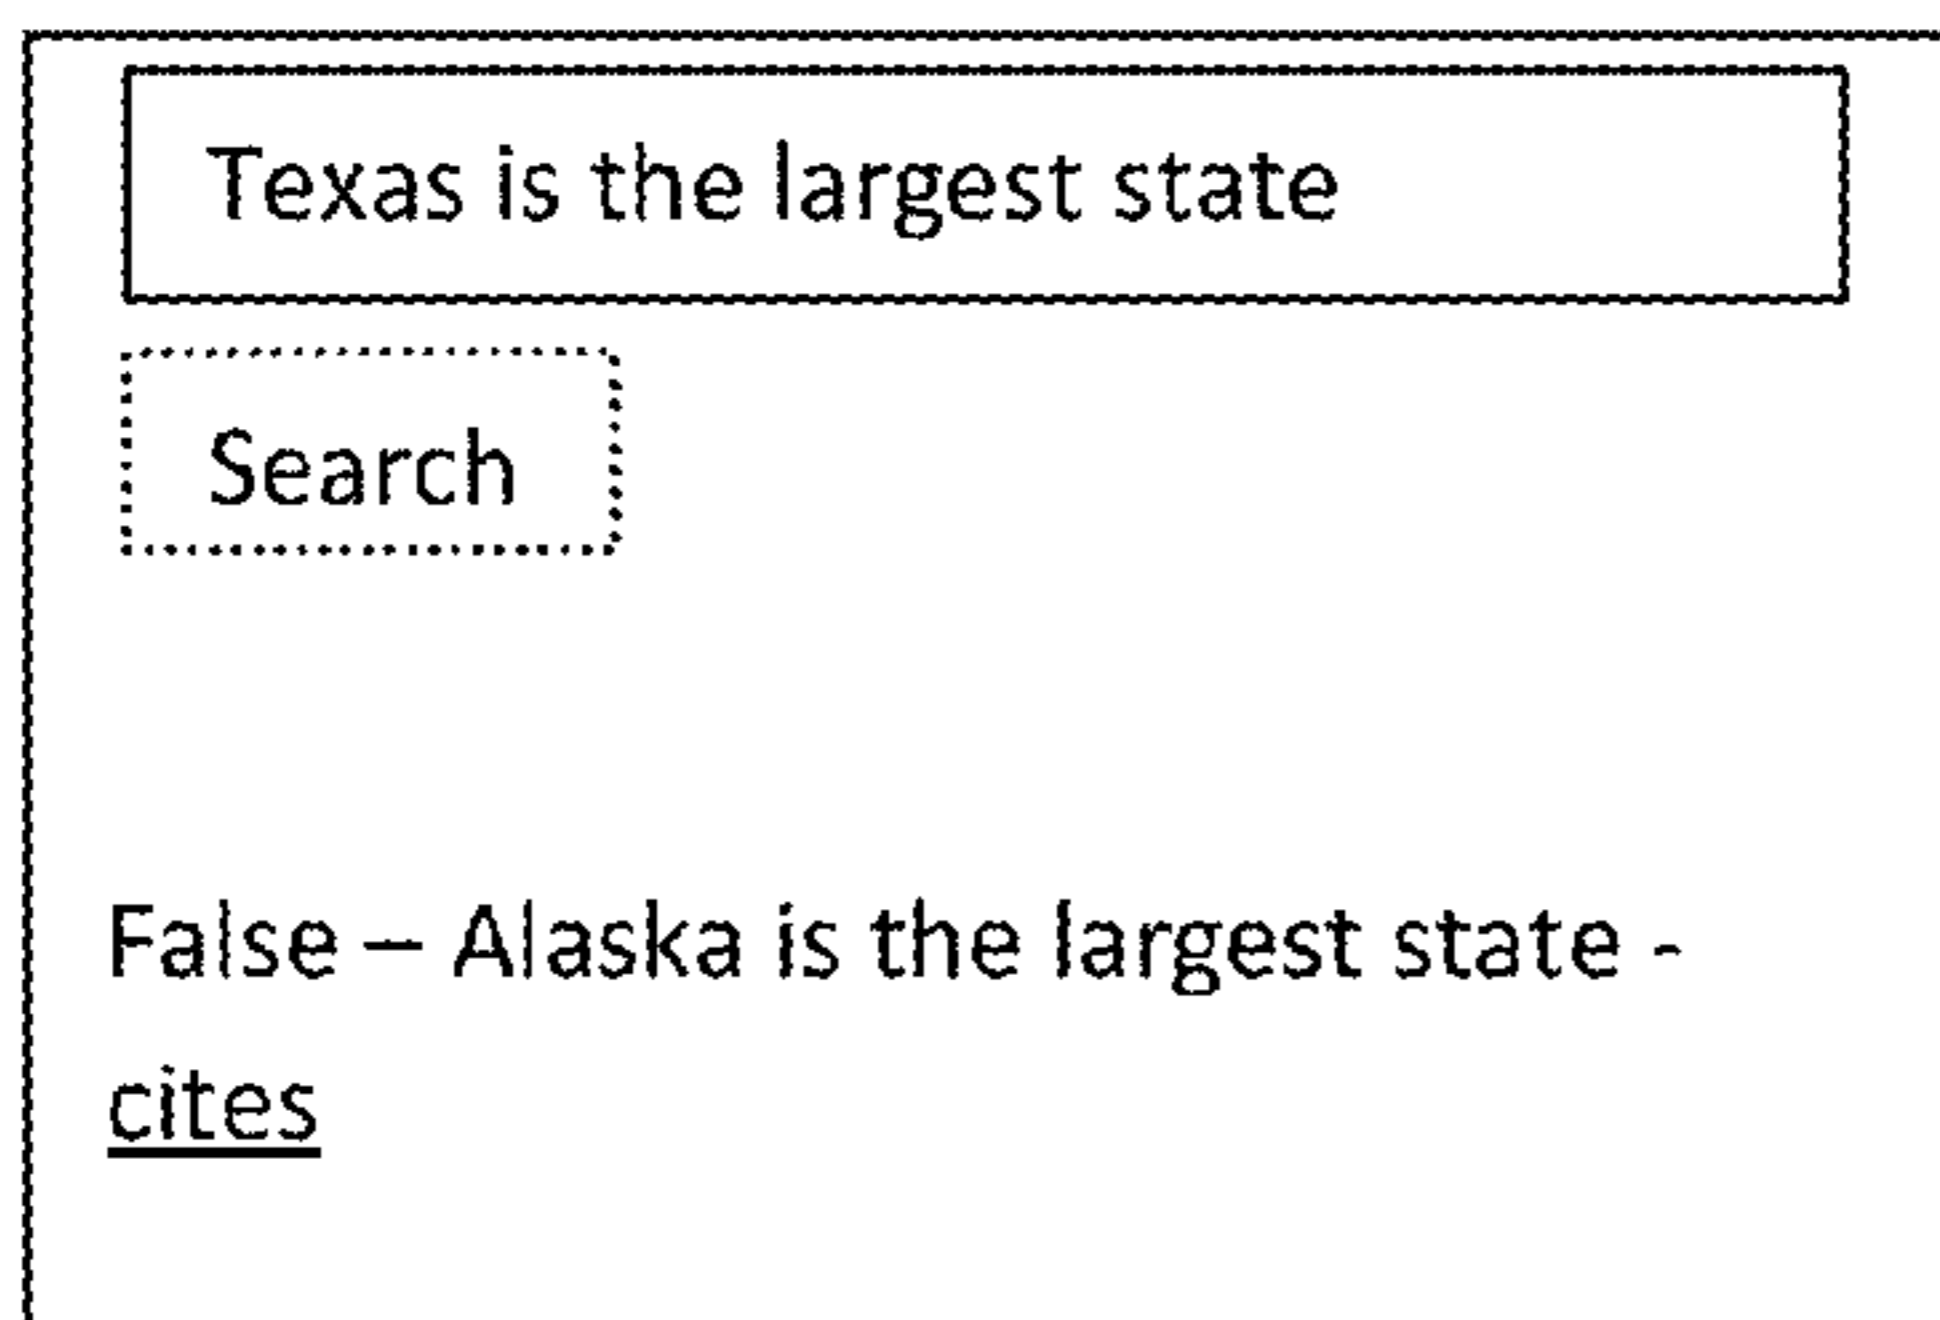 Texas is the largest state
Search
False – Alaska is the largest state -
cites